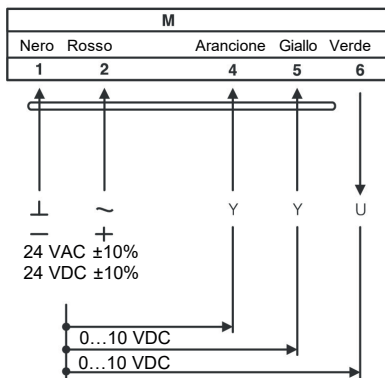 M
Nero Rosso Arancione Giallo Verde
1 2 4 5 6
⊥ ~ Y Y U
− +
24 VAC ±10%
24 VDC ±10%
0…10 VDC
0…10 VDC